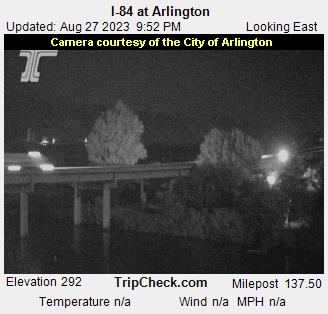 I-84 at Arlington
Updated: Aug 27 2023 9:52 PM Looking East
Camera courtesy of the City of Arlington
Elevation 292 TripCheck.com Milepost 137.50
Temperature n/a Wind n/a MPH n/a